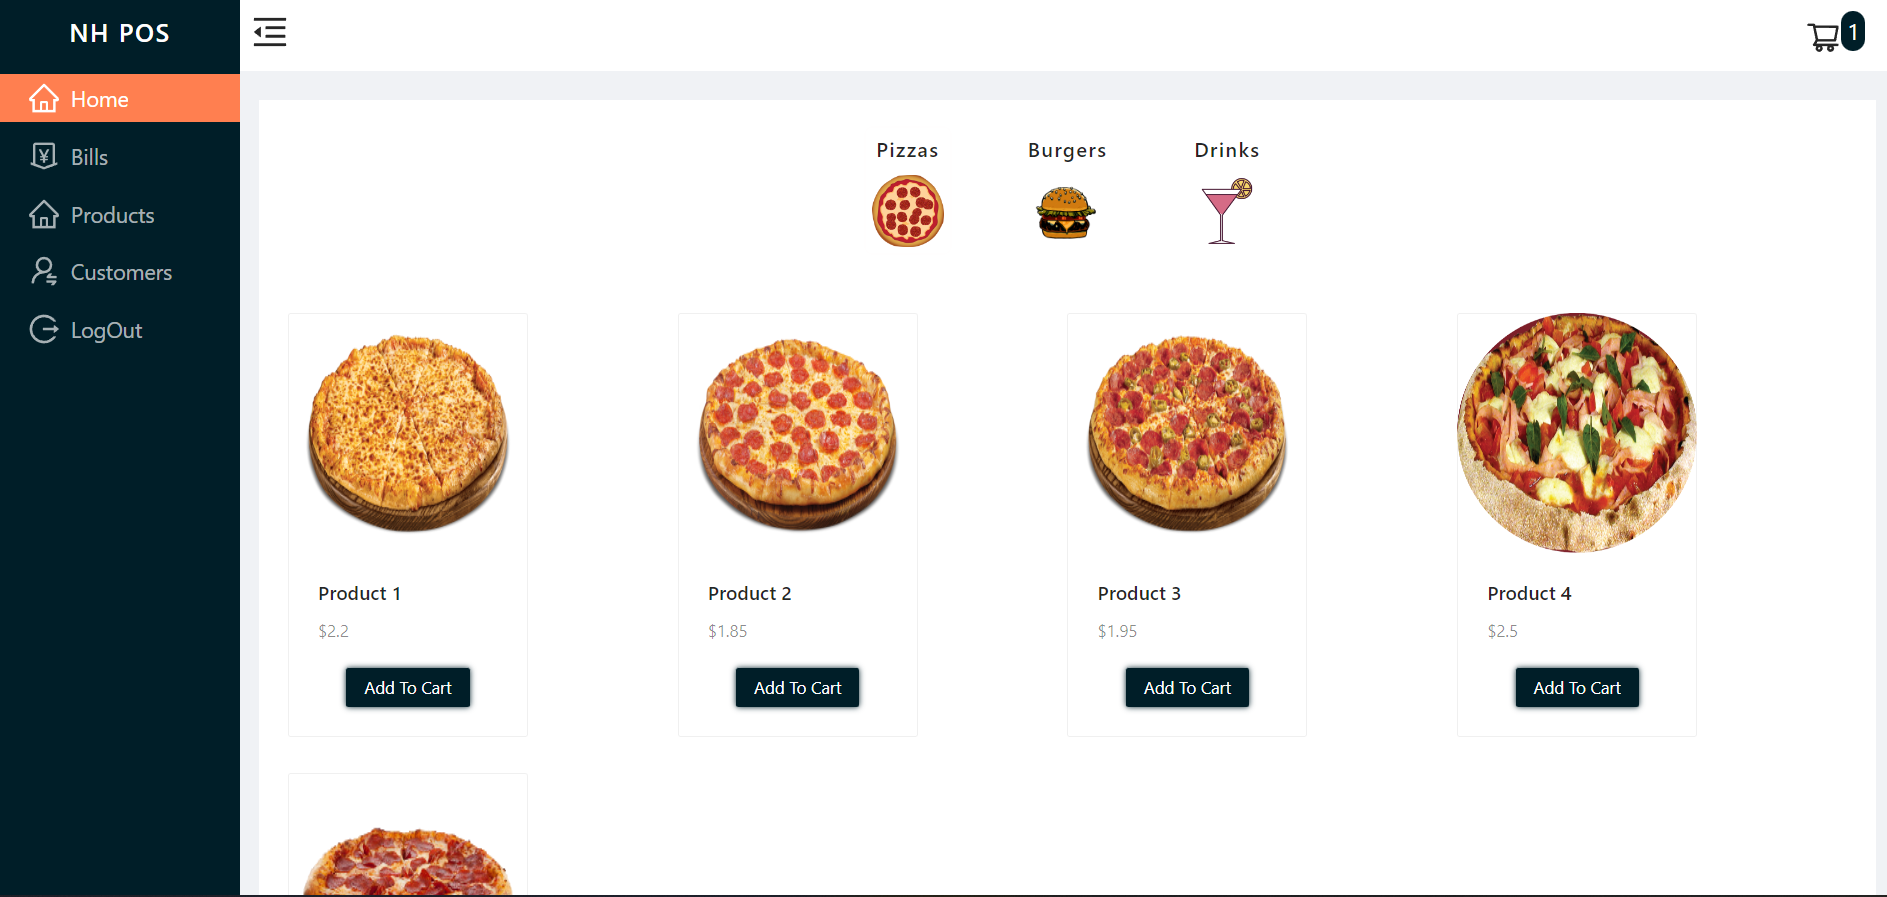 NH POS
1
Home
Bills
Products
Customers
LogOut
Pizzas
Burgers
Drinks
Product 1
$2.2
Add To Cart
Product 2
$1.85
Add To Cart
Product 3
$1.95
Add To Cart
Product 4
$2.5
Add To Cart